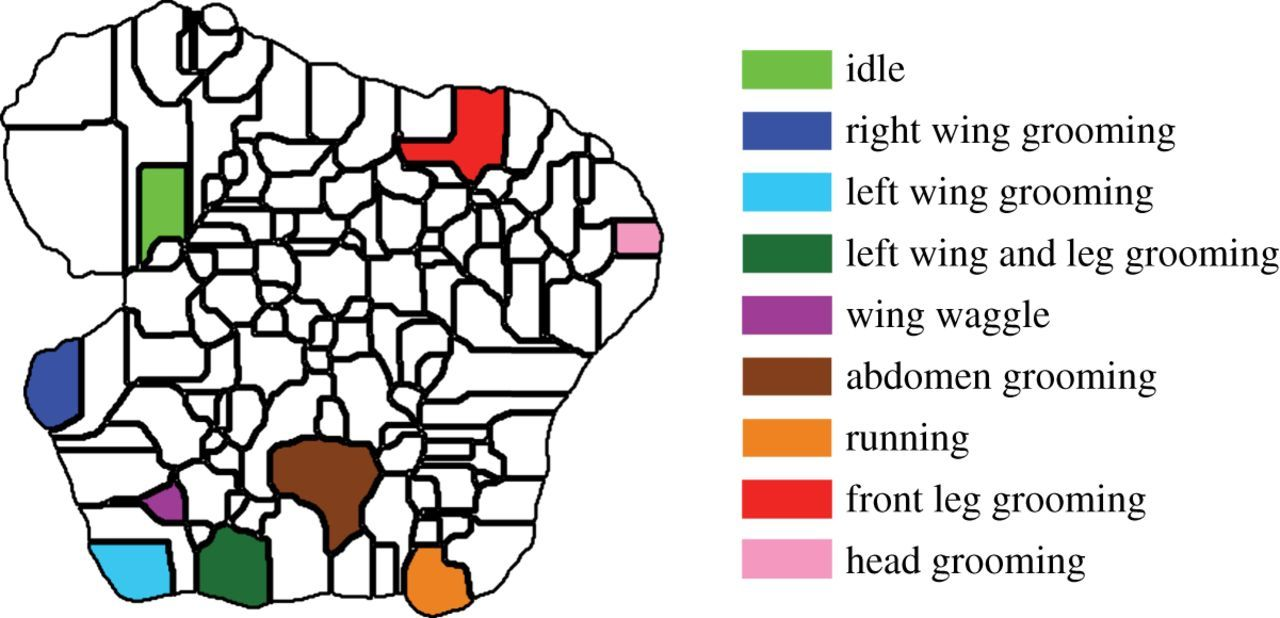 idle
right wing grooming
left wing grooming
left wing and leg grooming
wing waggle
abdomen grooming
running
front leg grooming
head grooming